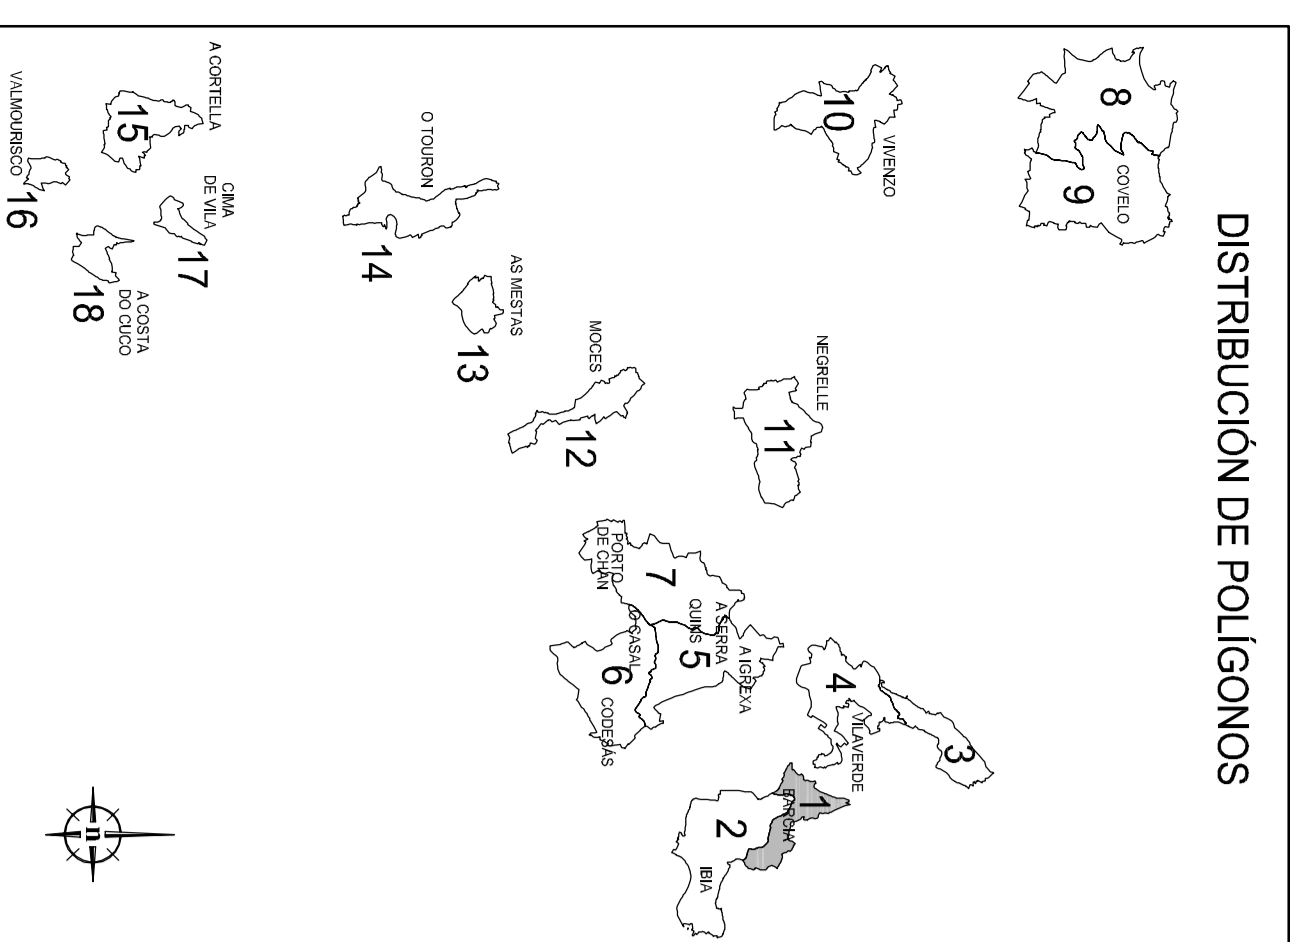 DISTRIBUCIÓN DE POLÍGONOS
8
COVELO
9
10
VIVENZO
3
4
VILAVERDE
1
BARCIA
2
IBIA
NEGRELLE
11
A IGREXA
A SERRA
QUINS
5
7
PORTO
DE CHÁN
O CASAL
6
CODESÁS
MOCES
12
AS MESTAS
13
O TOURON
14
A CORTELLA
15
CIMA
DE VILA
17
VALMOURISCO
16
A COSTA
DO CUCO
18
n